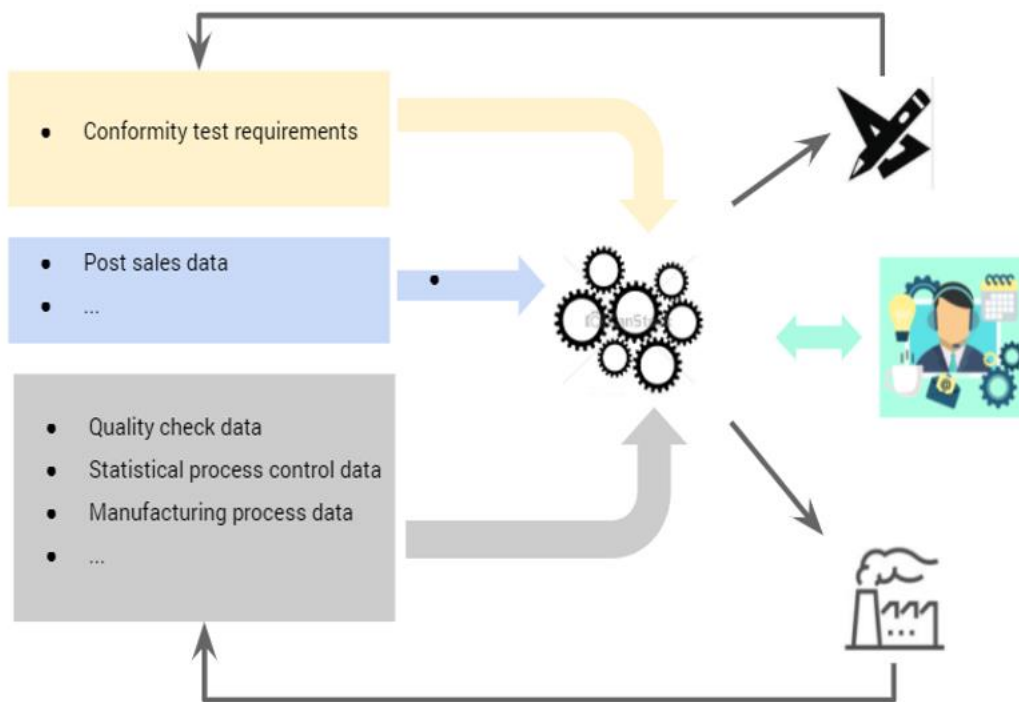 • Conformity test requirements
• Post sales data
• ...
•
• Quality check data
• Statistical process control data
• Manufacturing process data
• ...